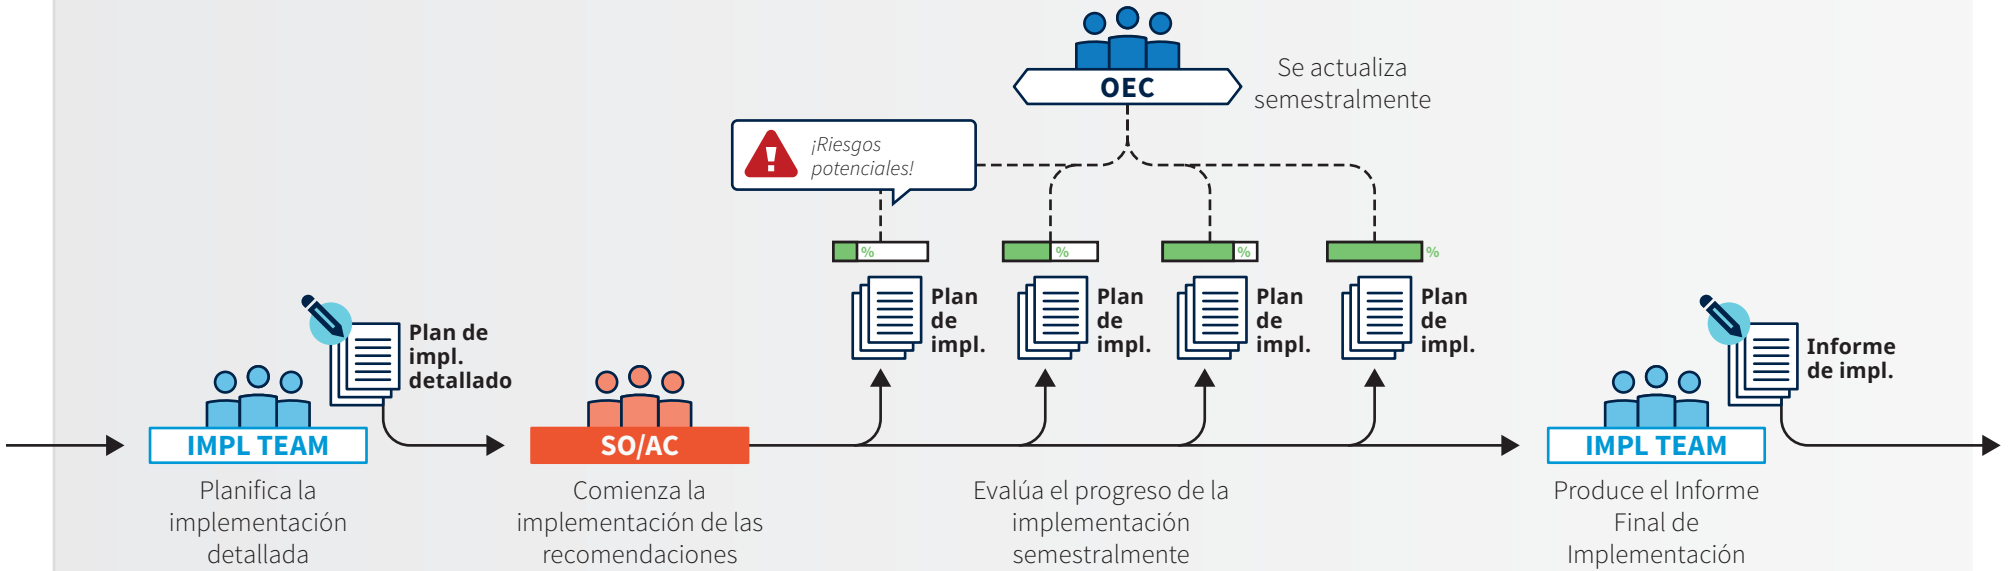 OEC
Se actualiza
semestralmente
¡Riesgos
potenciales!
%
%
%
%
Plan
de
impl.
Plan
de
impl.
Plan
de
impl.
Plan
de
impl.
Plan de
impl.
detallado
Informe
de impl.
IMPL TEAM
SO/AC
IMPL TEAM
Planifica la
implementación
detallada
Comienza la
implementación de las
recomendaciones
Evalúa el progreso de la
implementación
semestralmente
Produce el Informe
Final de
Implementación